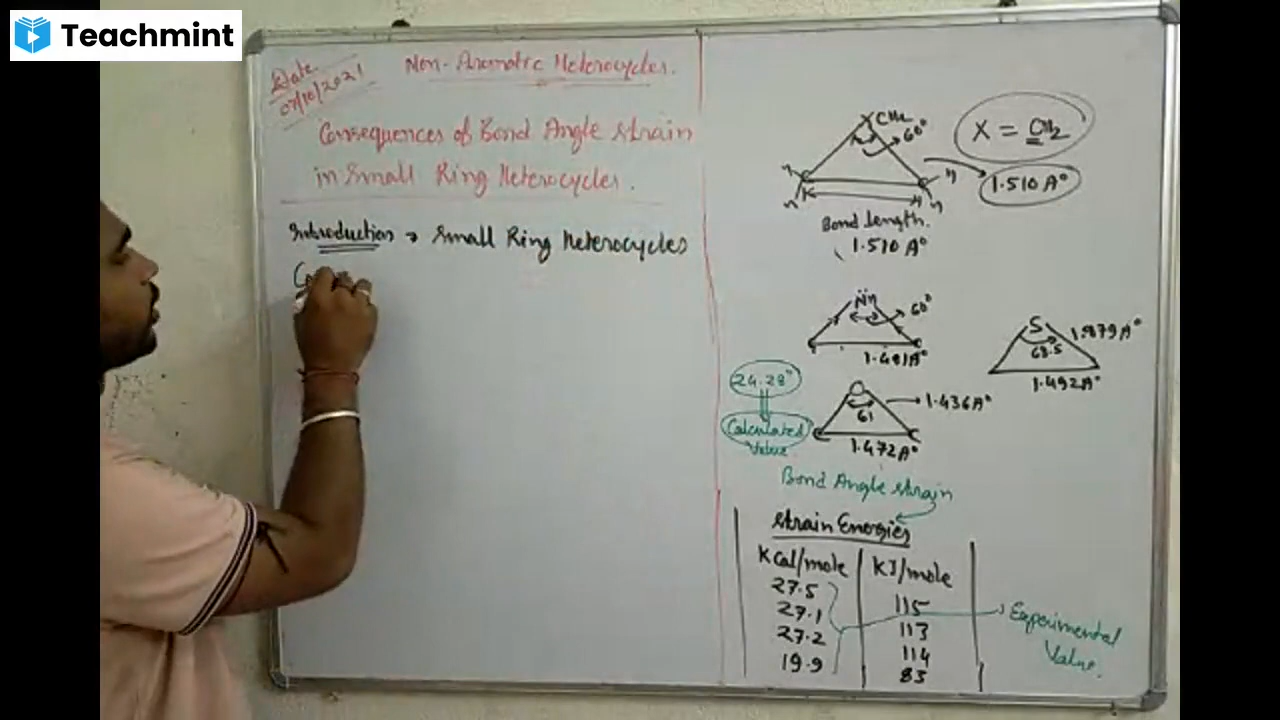 Teachmint
Date
07/10/2021
Non-Aromatic Heterocycles.
Consequences of Bond Angle Strain
in Small Ring Heterocycles.
Introduction → Small Ring Heterocycles
CH2
60°
X = CH2
1.510 A°
Bond length.
1.510 A°
60°
1.481A°
S
68.5
1.879A°
1.492A°
24.28°
Calculated
Value
O
61
1.436A°
1.472A°
Bond Angle Strain
Strain Energies
KCal/mole KJ/mole
27.5 115
27.1 113
27.2 114
19.9 83
Experimental
Value.